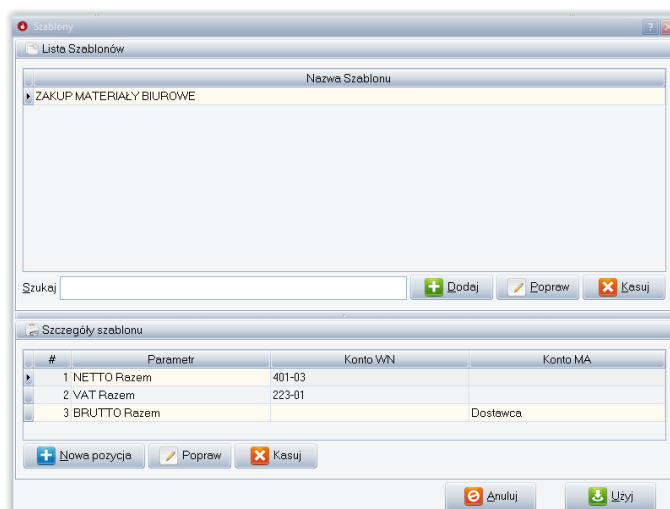 Szablony
Lista Szablonów
Nazwa Szablonu
ZAKUP MATERIAŁY BIUROWE
Szukaj Dodaj Popraw Kasuj
Szczegóły szablonu
# Parametr Konto WN Konto MA
1 NETTO Razem 401-03
2 VAT Razem 223-01
3 BRUTTO Razem Dostawca
Nowa pozycja Popraw Kasuj
Anuluj Użyj